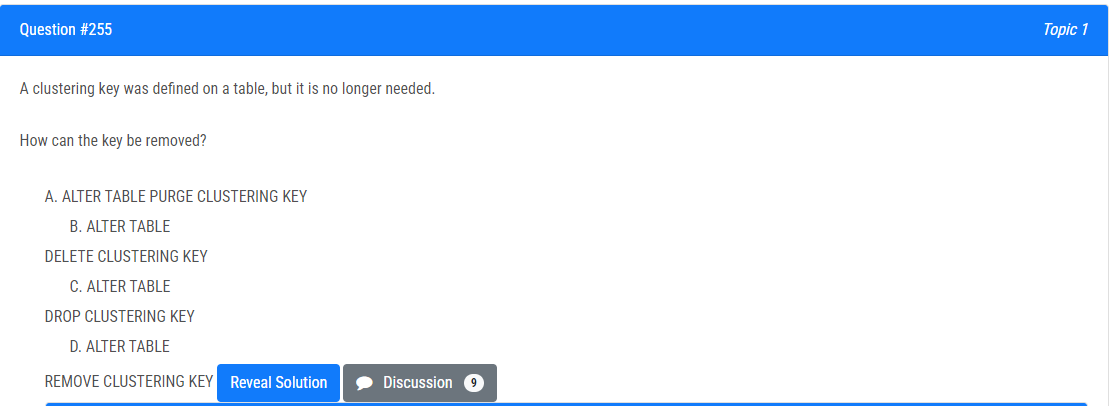 Question #255 Topic 1
A clustering key was defined on a table, but it is no longer needed.
How can the key be removed?
A. ALTER TABLE PURGE CLUSTERING KEY
B. ALTER TABLE
DELETE CLUSTERING KEY
C. ALTER TABLE
DROP CLUSTERING KEY
D. ALTER TABLE
REMOVE CLUSTERING KEY Reveal Solution Discussion 9